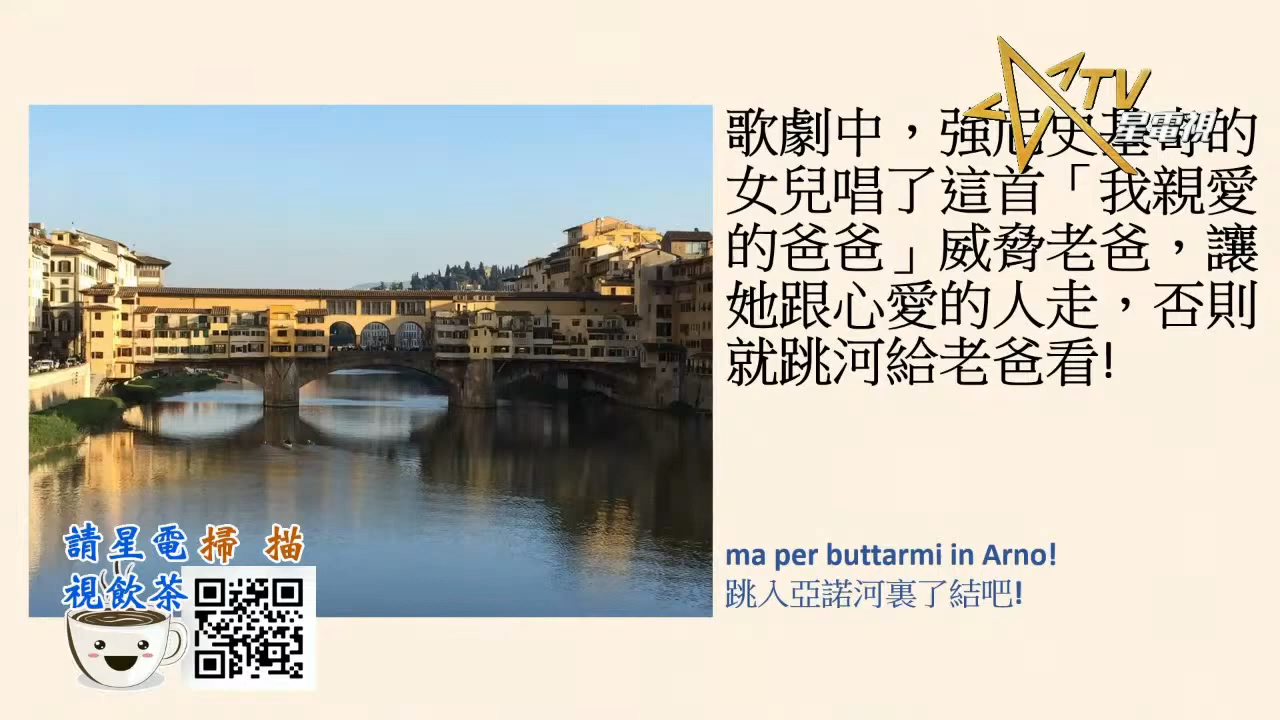 TV
星電視
歌劇中，強尼史基奇的
女兒唱了這首「我親愛
的爸爸」威脅老爸，讓
她跟心愛的人走，否則
就跳河給老爸看!
ma per buttarmi in Arno!
跳入亞諾河裏了結吧!
請星電掃 描
視飲茶